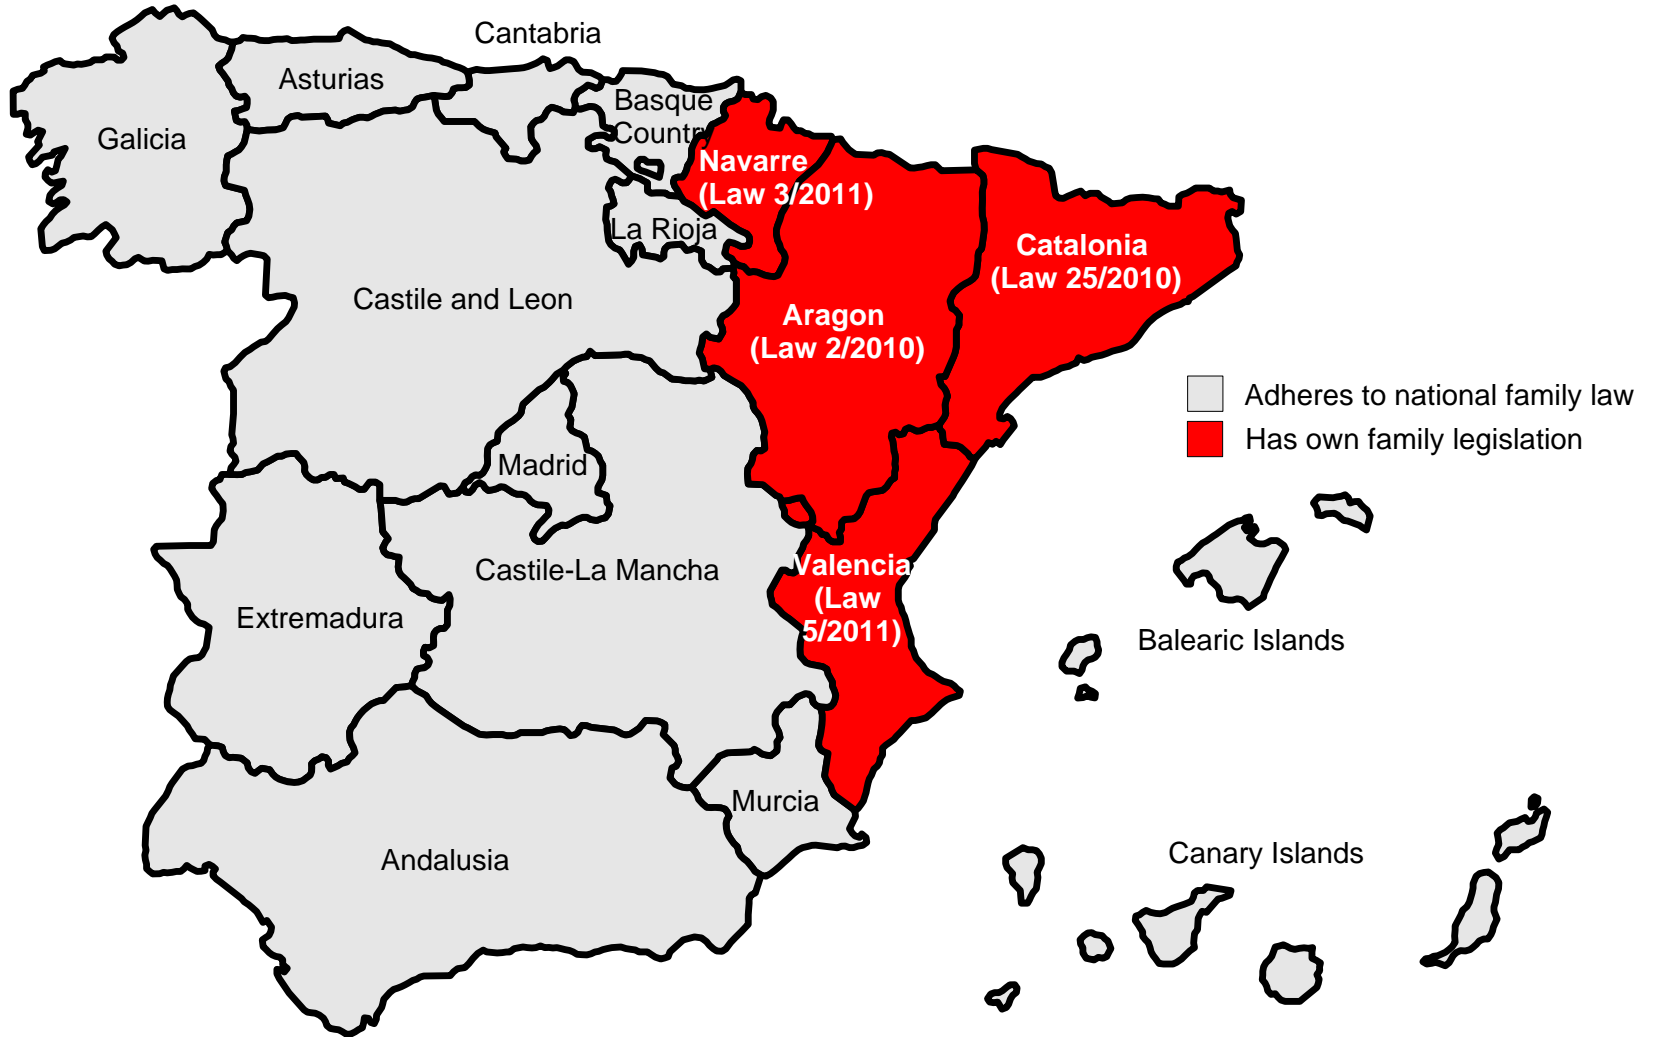 Cantabria
Asturias
Basque
Country
Galicia
Navarre
(Law 3/2011)
La Rioja
Catalonia
(Law 25/2010)
Castile and Leon
Aragon
(Law 2/2010)
Adheres to national family law
Has own family legislation
Madrid
Castile-La Mancha
Valencia
(Law
5/2011)
Extremadura
Balearic Islands
Murcia
Andalusia
Canary Islands